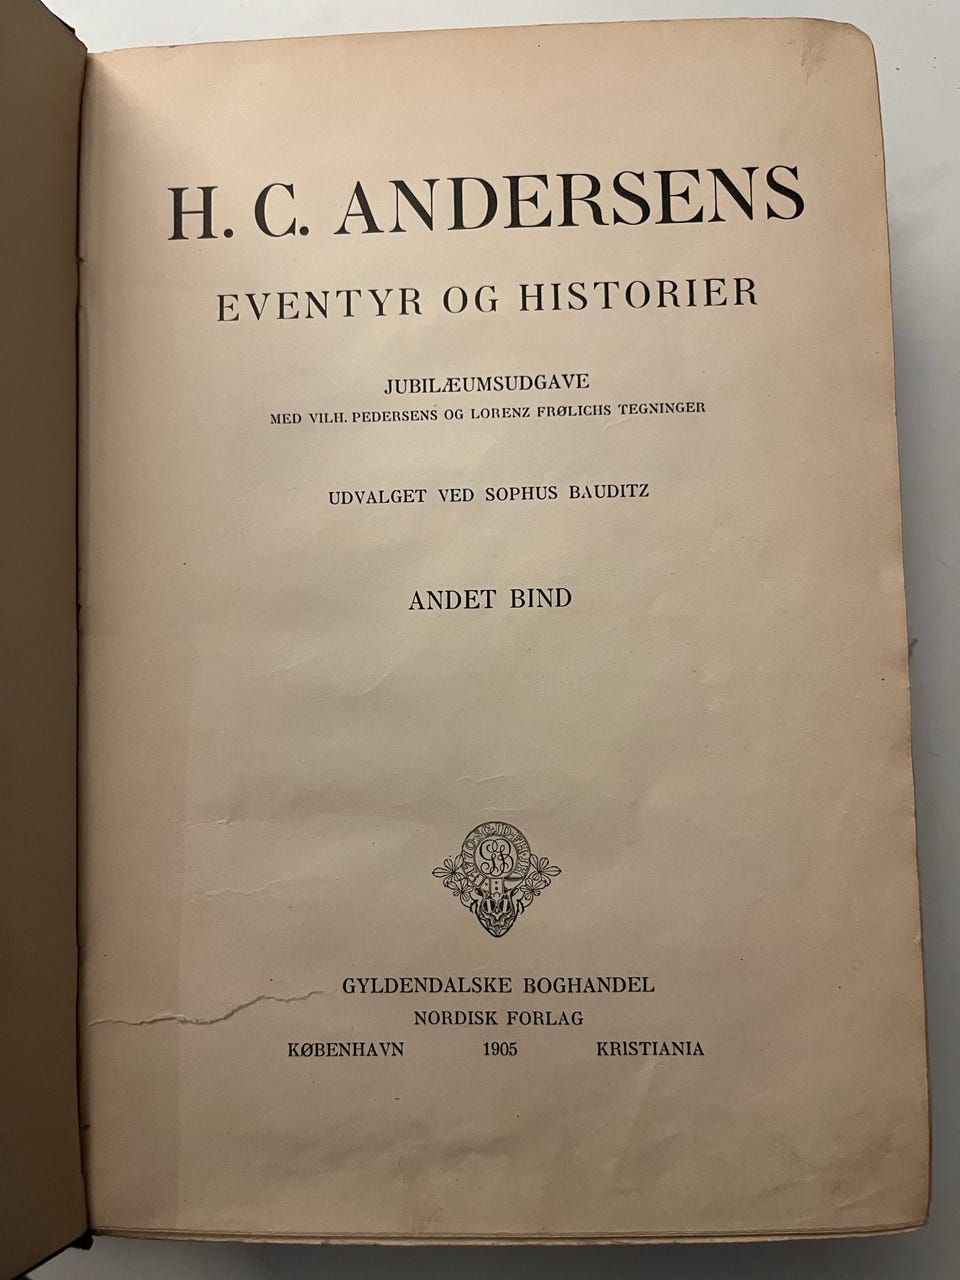 H. C. ANDERSENS
EVENTYR OG HISTORIER
JUBILÆUMSUDGAVE
MED VILH. PEDERSENS OG LORENZ FRØLICHS TEGNINGER
UDVALGET VED SOPHUS BAUDITZ
ANDET BIND
GYLDENDALSKE BOGHANDEL
NORDISK FORLAG
KØBENHAVN 1905 KRISTIANIA